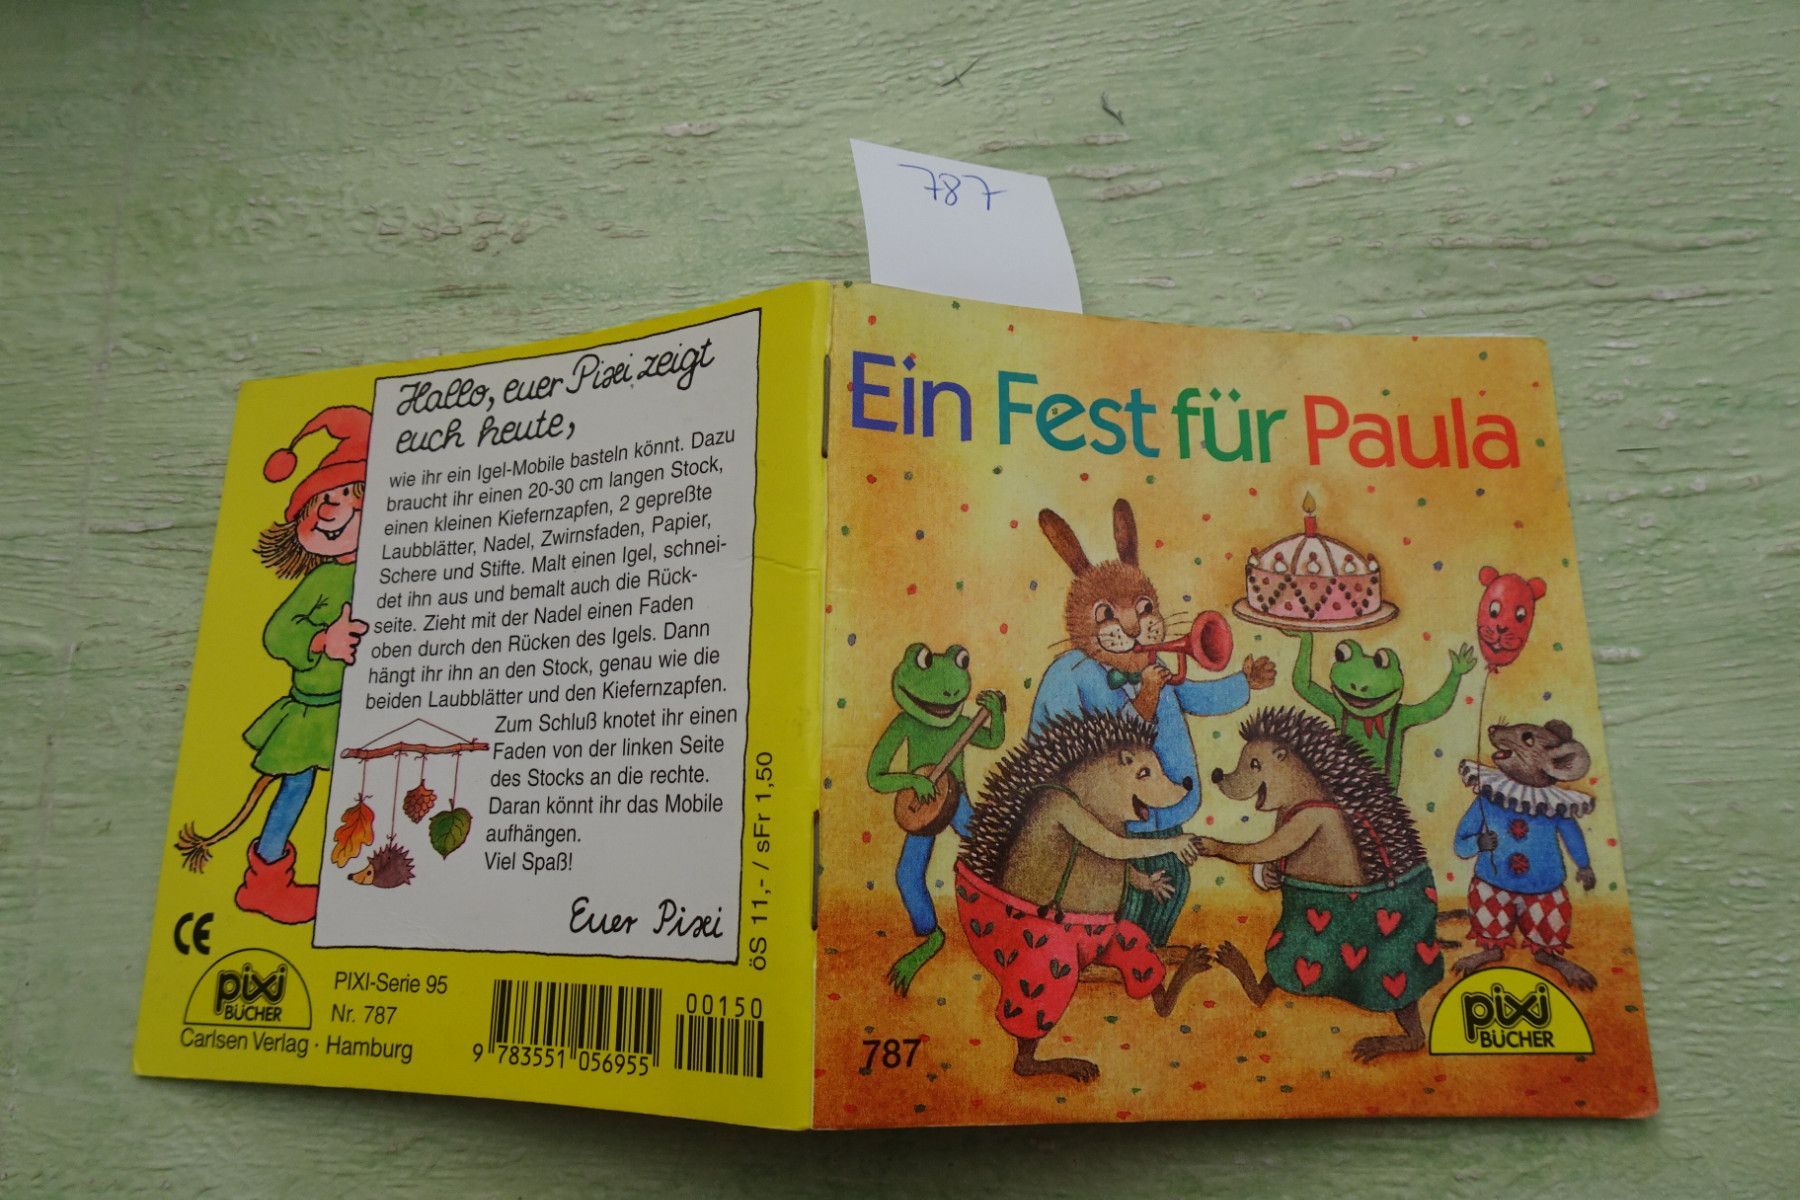 787
Hallo, euer Pixi zeigt
euch heute,
wie ihr ein Igel-Mobile basteln könnt. Dazu
braucht ihr einen 20-30 cm langen Stock,
einen kleinen Kiefernzapfen, 2 gepreßte
Laubblätter, Nadel, Zwirnsfaden, Papier,
Schere und Stifte. Malt einen Igel, schnei-
det ihn aus und bemalt auch die Rück-
seite. Zieht mit der Nadel einen Faden
oben durch den Rücken des Igels. Dann
hängt ihr ihn an den Stock, genau wie die
beiden Laubblätter und den Kiefernzapfen.
Zum Schluß knotet ihr einen
Faden von der linken Seite
des Stocks an die rechte.
Daran könnt ihr das Mobile
aufhängen.
Viel Spaß!
Euer Pixi
öS 11,- / sFr 1,50
CE
pixi
BÜCHER
PIXI-Serie 95
Nr. 787
Carlsen Verlag · Hamburg
00150
9 783551 056955
Ein Fest für Paula
787
pixi
BÜCHER